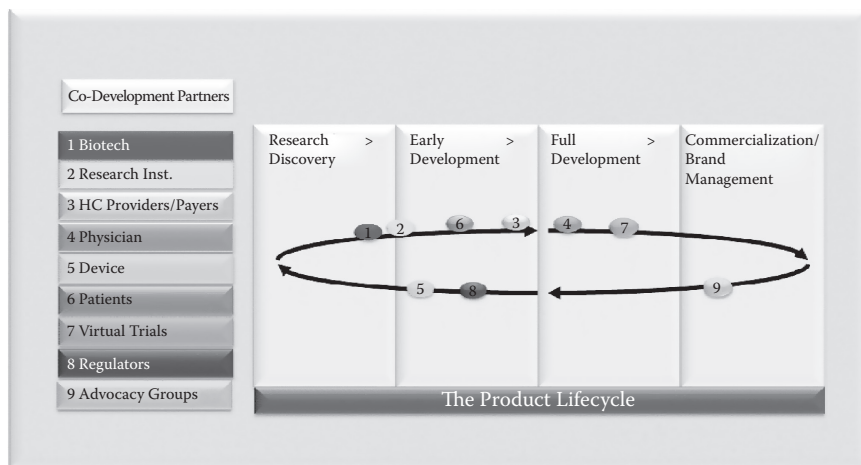 Co-Development Partners
1 Biotech
2 Research Inst.
3 HC Providers/Payers
4 Physician
5 Device
6 Patients
7 Virtual Trials
8 Regulators
9 Advocacy Groups
Research >
Discovery
Early >
Development
Full >
Development
Commercialization/
Brand
Management
1 2 6 3 4 7
5 8 9
The Product Lifecycle